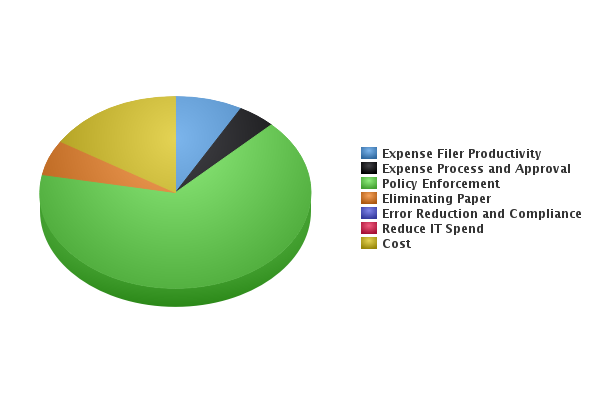 Expense Filer Productivity
Expense Process and Approval
Policy Enforcement
Eliminating Paper
Error Reduction and Compliance
Reduce IT Spend
Cost